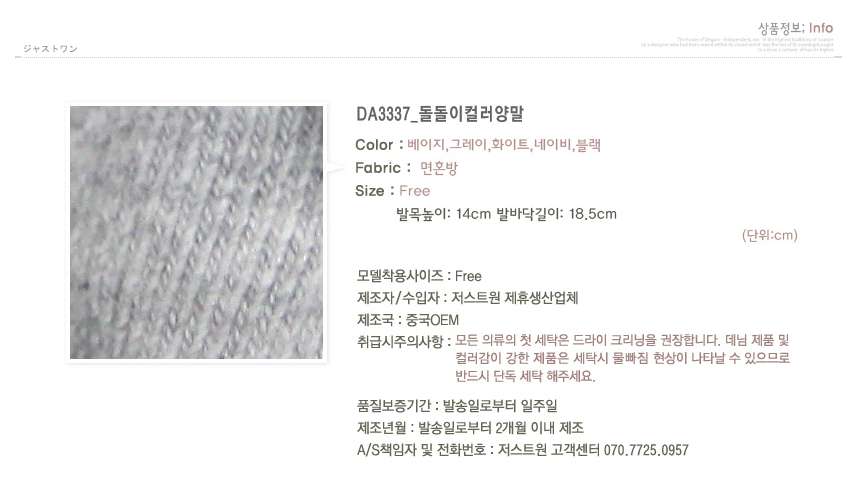 상품정보; Info
ジャストワン
DA3337_돌돌이컬러양말
Color : 베이지,그레이,화이트,네이비,블랙
Fabric : 면혼방
Size : Free
발목높이: 14cm 발바닥길이: 18.5cm
(단위:cm)
모델착용사이즈 : Free
제조자/수입자 : 저스트원 제휴생산업체
제조국 : 중국OEM
취급시주의사항 : 모든 의류의 첫 세탁은 드라이 크리닝을 권장합니다. 데님 제품 및
컬러감이 강한 제품은 세탁시 물빠짐 현상이 나타날 수 있으므로
반드시 단독 세탁 해주세요.
품질보증기간 : 발송일로부터 일주일
제조년월 : 발송일로부터 2개월 이내 제조
A/S책임자 및 전화번호 : 저스트원 고객센터 070.7725.0957